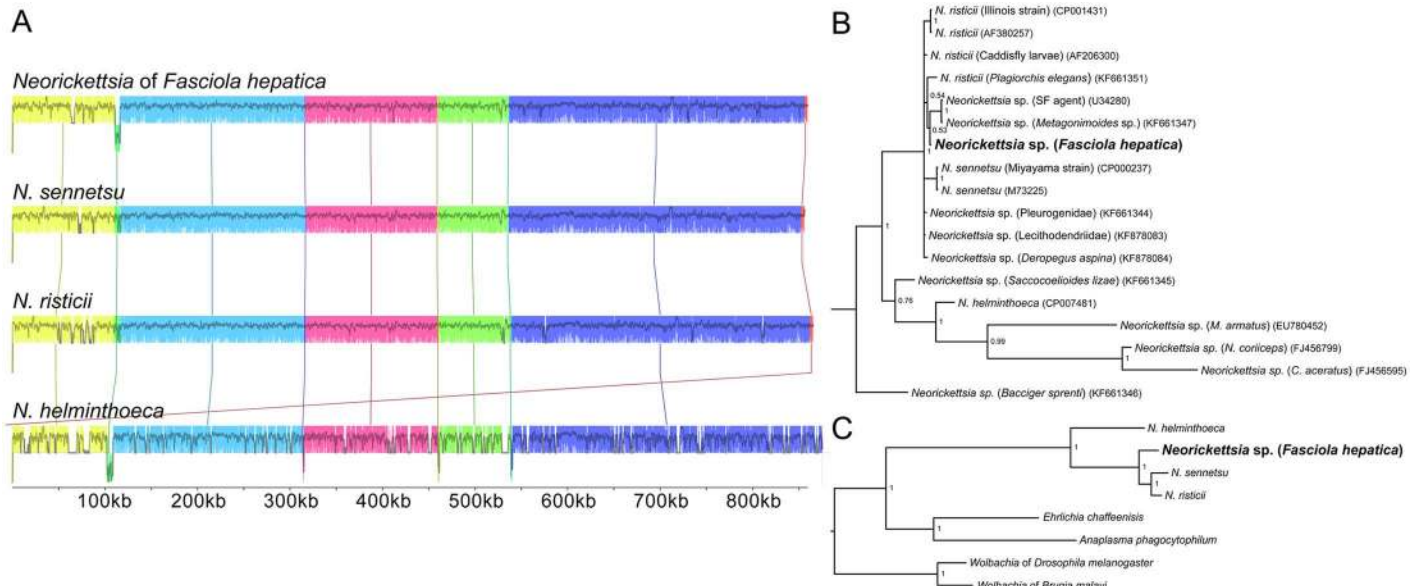 A
Neorickettsia of Fasciola hepatica
N. sennetsu
N. risticii
N. helminthoeca
100kb 200kb 300kb 400kb 500kb 600kb 700kb 800kb
B
N. risticii (Illinois strain) (CP001431)
1
N. risticii (AF380257)
N. risticii (Caddisfly larvae) (AF206300)
N. risticii (Plagiorchis elegans) (KF661351)
0.54
Neorickettsia sp. (SF agent) (U34280)
1
Neorickettsia sp. (Metagonimoides sp.) (KF661347)
0.53
Neorickettsia sp. (Fasciola hepatica)
1
N. sennetsu (Miyayama strain) (CP000237)
1
N. sennetsu (M73225)
Neorickettsia sp. (Pleurogenidae) (KF661344)
1
Neorickettsia sp. (Lecithodendriidae) (KF878083)
Neorickettsia sp. (Deropegus aspina) (KF878084)
Neorickettsia sp. (Saccocoelioides lizae) (KF661345)
0.76
N. helminthoeca (CP007481)
1
Neorickettsia sp. (M. armatus) (EU780452)
0.99
Neorickettsia sp. (N. coriiceps) (FJ456799)
1
Neorickettsia sp. (C. aceratus) (FJ456595)
Neorickettsia sp. (Bacciger sprenti) (KF661346)
C
N. helminthoeca
1
Neorickettsia sp. (Fasciola hepatica)
1
N. sennetsu
1
N. risticii
1
Ehrlichia chaffeenisis
1
Anaplasma phagocytophilum
Wolbachia of Drosophila melanogaster
1
Wolbachia of Brugia malayi